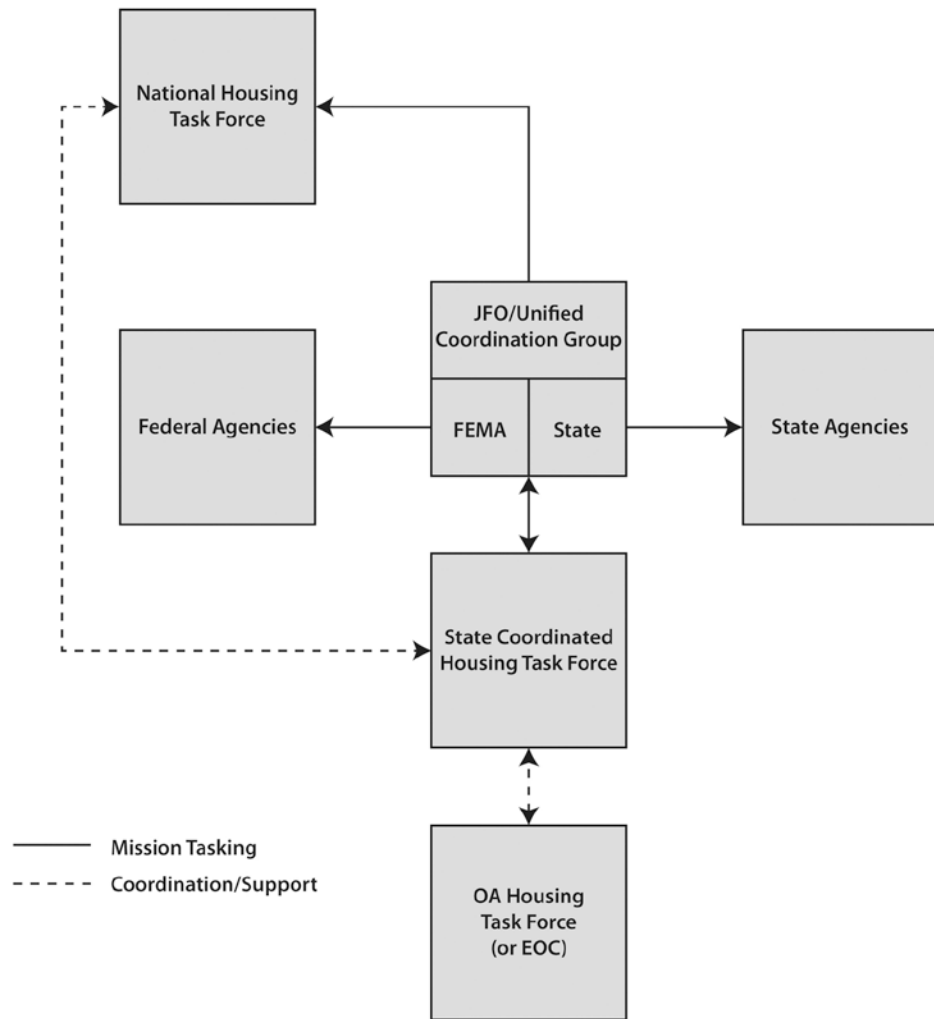 National Housing
Task Force
JFO/Unified
Coordination Group
Federal Agencies
FEMA
State
State Agencies
State Coordinated
Housing Task Force
Mission Tasking
Coordination/Support
OA Housing
Task Force
(or EOC)